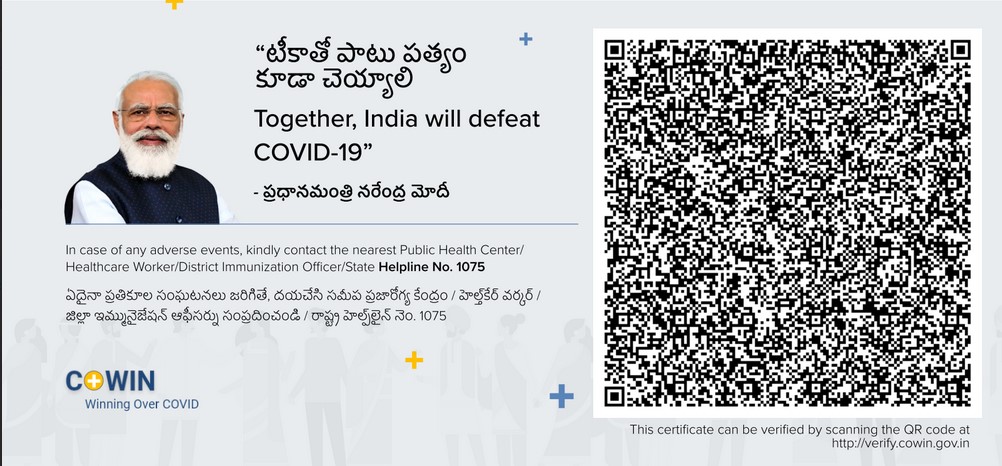 “టీకాతో పాటు పత్యం
కూడా చెయ్యాలి
Together, India will defeat
COVID-19”
- ప్రధానమంత్రి నరేంద్ర మోదీ
In case of any adverse events, kindly contact the nearest Public Health Center/
Healthcare Worker/District Immunization Officer/State Helpline No. 1075
ఏదైనా ప్రతికూల సంఘటనలు జరిగితే, దయచేసి సమీప ప్రజారోగ్య కేంద్రం / హెల్త్‌కేర్ వర్కర్ /
జిల్లా ఇమ్యునైజేషన్ ఆఫీసర్ను సంప్రదించండి / రాష్ట్ర హెల్ప్‌లైన్ నెం. 1075
COWIN
Winning Over COVID
This certificate can be verified by scanning the QR code at
http://verify.cowin.gov.in